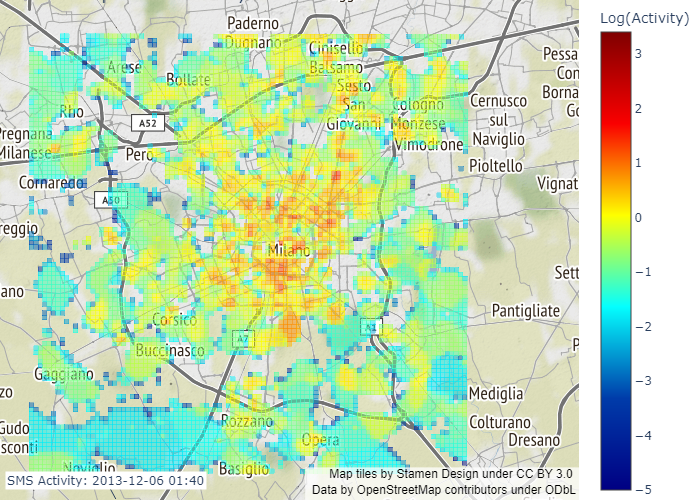 Log(Activity)
3
2
1
0
−1
−2
−3
−4
−5
Paderno
Dugnano
Cinisello
Balsamo
Arese
Bollate
Sesto
San
Giovanni
Cologno
Monzese
Pessa
Con
Borna
Go
Rho
A52
Cernusco
sul
Naviglio
Pregnana
Milanese
Pero
Vimodrone
Pioltello
Cornaredo
Vignat
A50
reggio
Milano
Sett
ano
Pantigliate
Corsico
A7
A1
P
Buccinasco
Gaggiano
zo
Mediglia
Gudo
sconti
Rozzano
Colturano
Opera
Dresano
Noviglio
Basiglio
SMS Activity: 2013-12-06 01:40
Map tiles by Stamen Design under CC BY 3.0
Data by OpenStreetMap contributors under ODbL